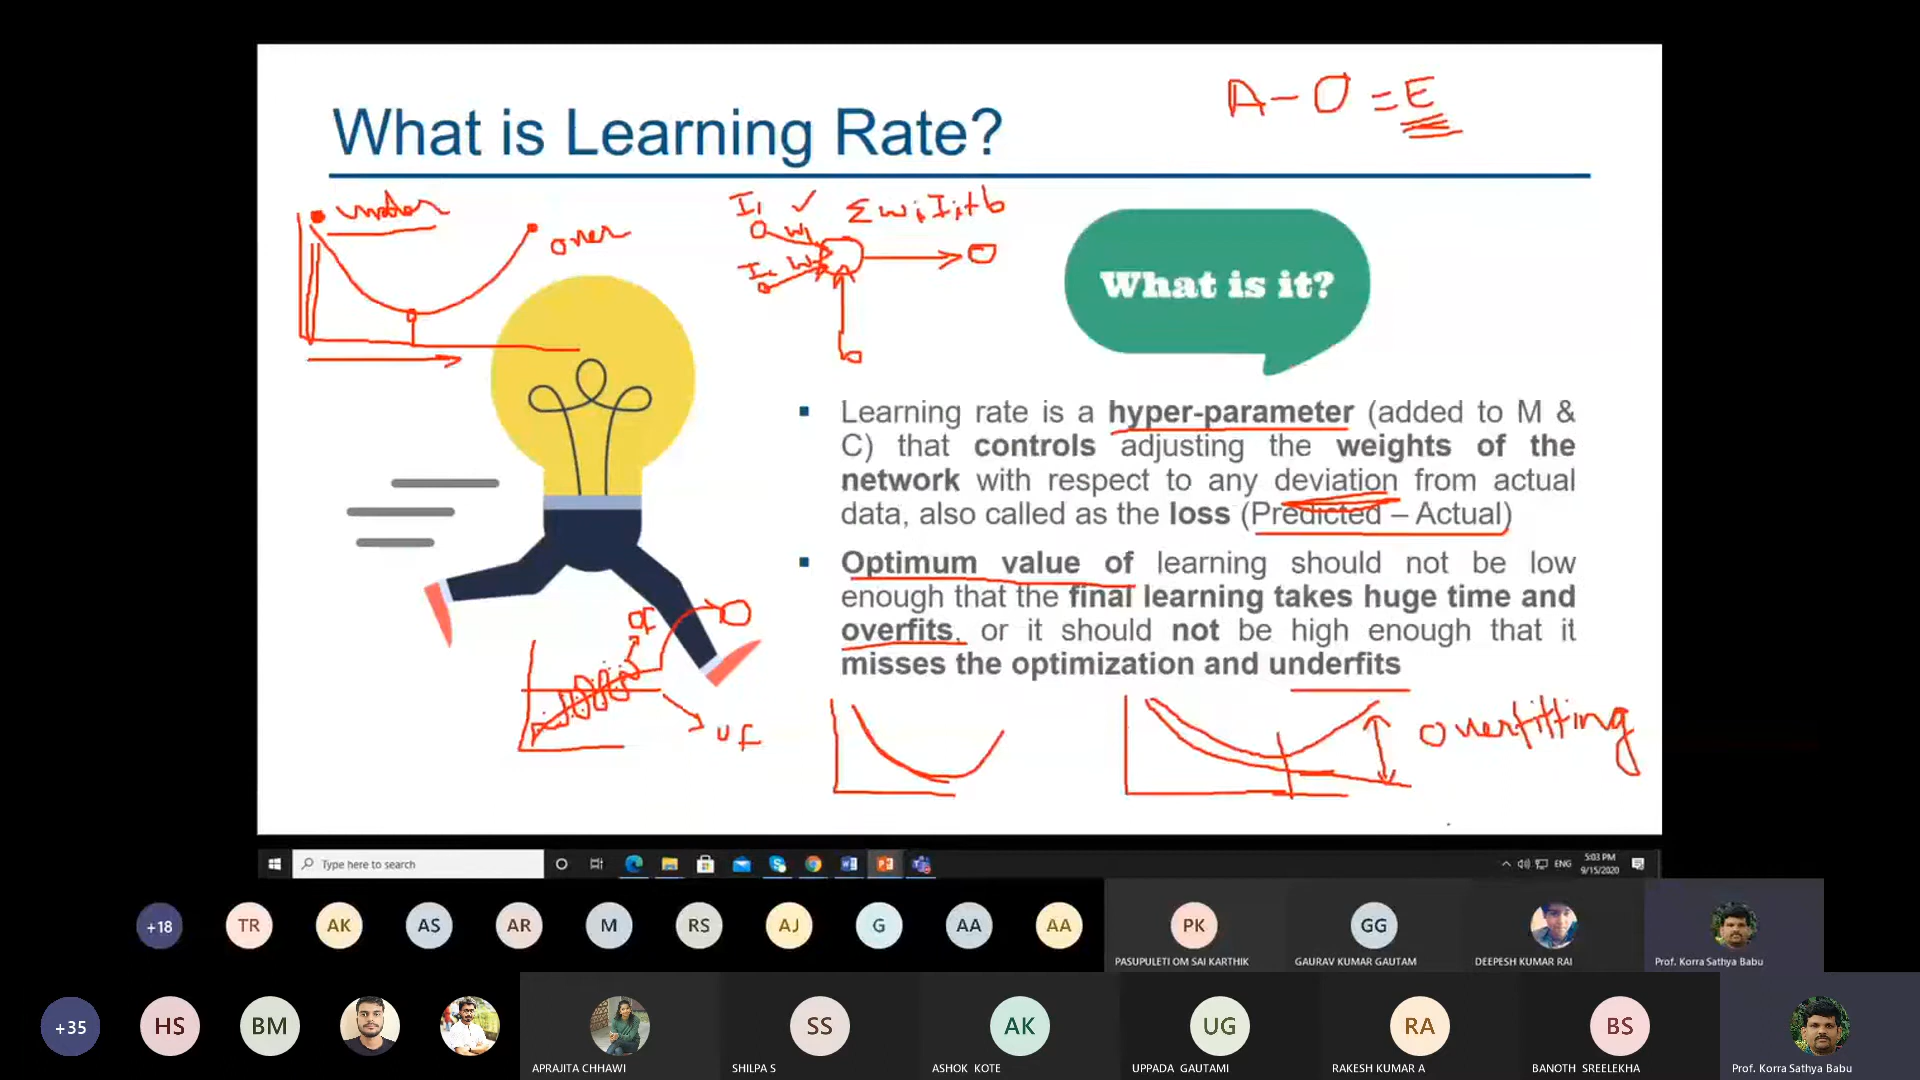 A - O = E
What is Learning Rate?
under
over
I1 ✓ Σ wi Ii + b
w1
O
b
What is it?
▪ Learning rate is a hyper-parameter (added to M &
C) that controls adjusting the weights of the
network with respect to any deviation from actual
data, also called as the loss (Predicted – Actual)
▪ Optimum value of learning should not be low
enough that the final learning takes huge time and
overfits, or it should not be high enough that it
misses the optimization and underfits
of
uf
overfitting
Type here to search
ENG
5:03 PM
9/15/2020
+18 TR AK AS AR M RS AJ G AA AA PK GG
PASUPULETI OM SAI KARTHIK GAURAV KUMAR GAUTAM DEEPESH KUMAR RAI Prof. Korra Sathya Babu
+35 HS BM SS AK UG RA BS
APRAJITA CHHAWI SHILPA S ASHOK KOTE UPPADA GAUTAMI RAKESH KUMAR A BANOTH SREELEKHA Prof. Korra Sathya Babu